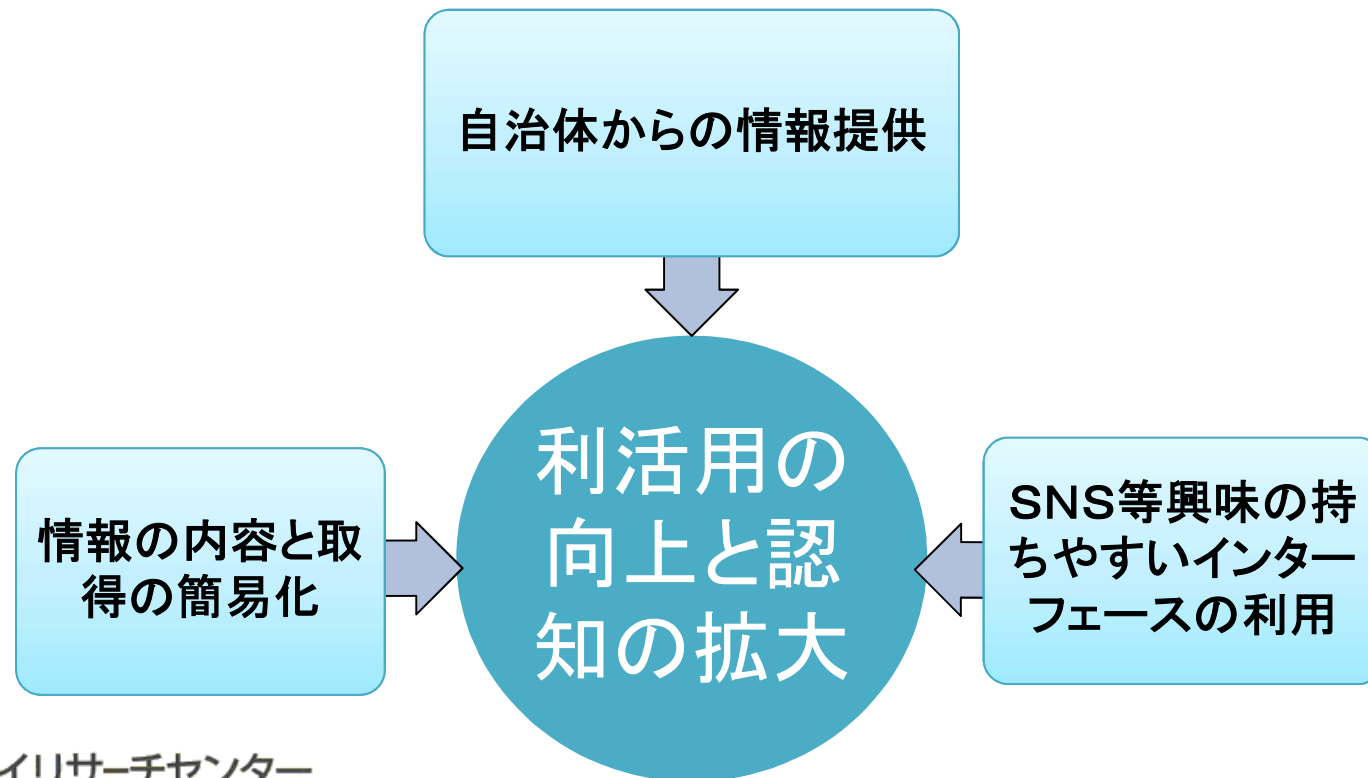 自治体からの情報提供
利活用の
向上と認
知の拡大
情報の内容と取
得の簡易化
SNS等興味の持
ちやすいインター
フェースの利用
イリサーチセンター